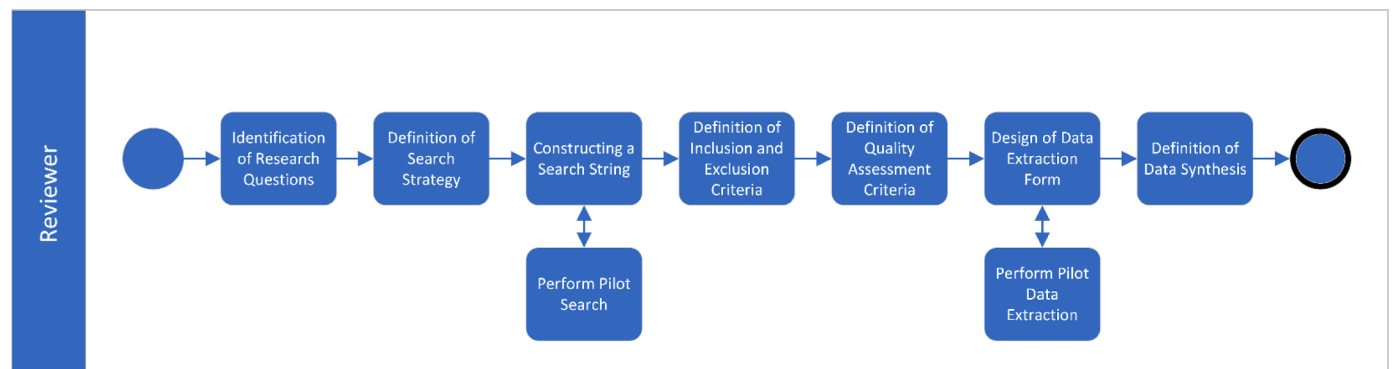 Reviewer
Identification
of Research
Questions
Definition of
Search
Strategy
Constructing a
Search String
Definition of
Inclusion and
Exclusion
Criteria
Definition of
Quality
Assessment
Criteria
Design of Data
Extraction
Form
Definition of
Data Synthesis
Perform Pilot
Search
Perform Pilot
Data
Extraction